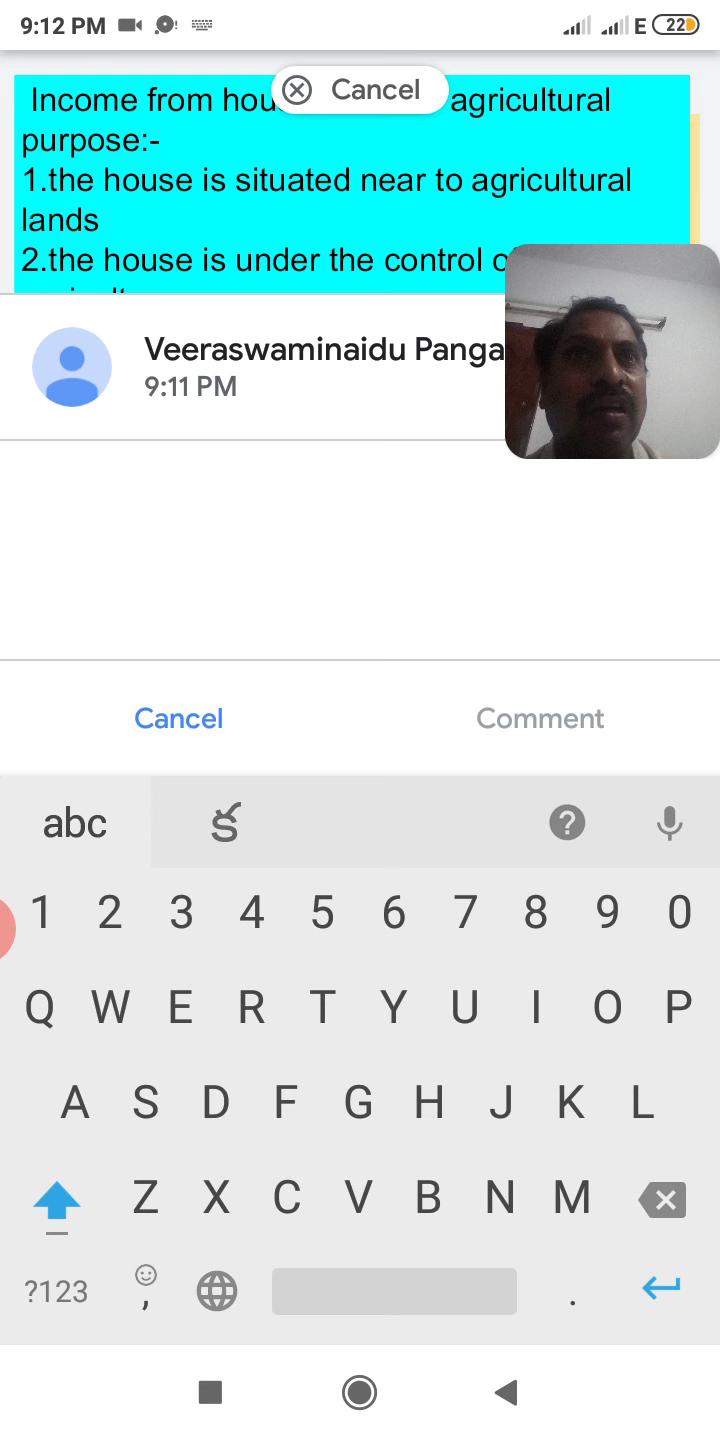 9:12 PM E 22
Income from hou Cancel agricultural
purpose:-
1.the house is situated near to agricultural
lands
2.the house is under the control o
Veeraswaminaidu Panga
9:11 PM
Cancel Comment
abc క
1 2 3 4 5 6 7 8 9 0
Q W E R T Y U I O P
A S D F G H J K L
Z X C V B N M
?123 , .